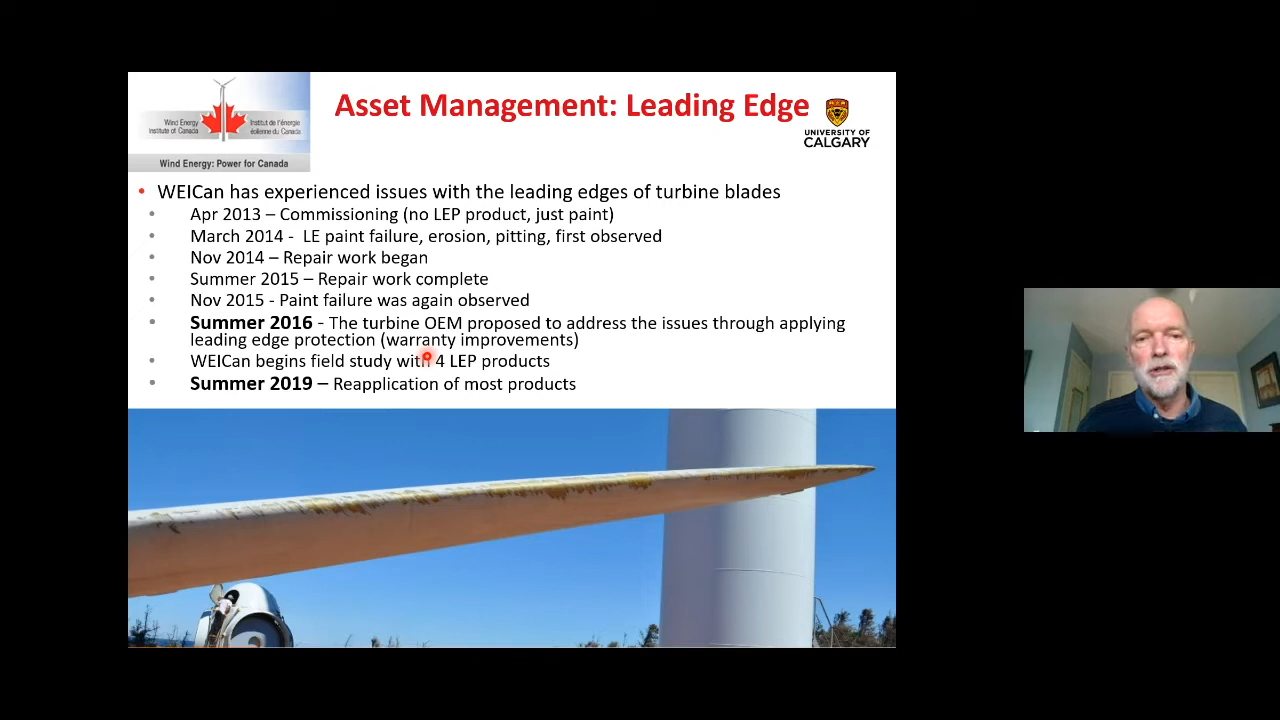 Wind Energy Institut de l'énergie
Institute of Canada éolienne du Canada
Wind Energy: Power for Canada
Asset Management: Leading Edge
UNIVERSITY OF
CALGARY
• WEICan has experienced issues with the leading edges of turbine blades
• Apr 2013 – Commissioning (no LEP product, just paint)
• March 2014 - LE paint failure, erosion, pitting, first observed
• Nov 2014 – Repair work began
• Summer 2015 – Repair work complete
• Nov 2015 - Paint failure was again observed
• Summer 2016 - The turbine OEM proposed to address the issues through applying
leading edge protection (warranty improvements)
• WEICan begins field study with 4 LEP products
• Summer 2019 – Reapplication of most products